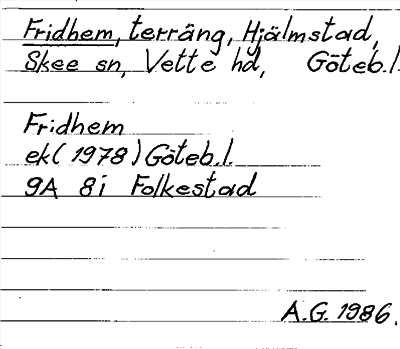 Fridhem, terräng, Hjälmstad,
Skee sn, Vette hd, Göteb.l.
Fridhem
ek (1978) Göteb.l.
9A 8i Folkestad
A.G. 1986.